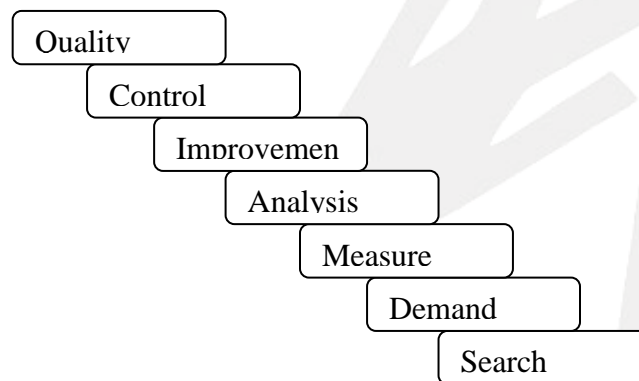 Quality
Control
Improvemen
Analysis
Measure
Demand
Search